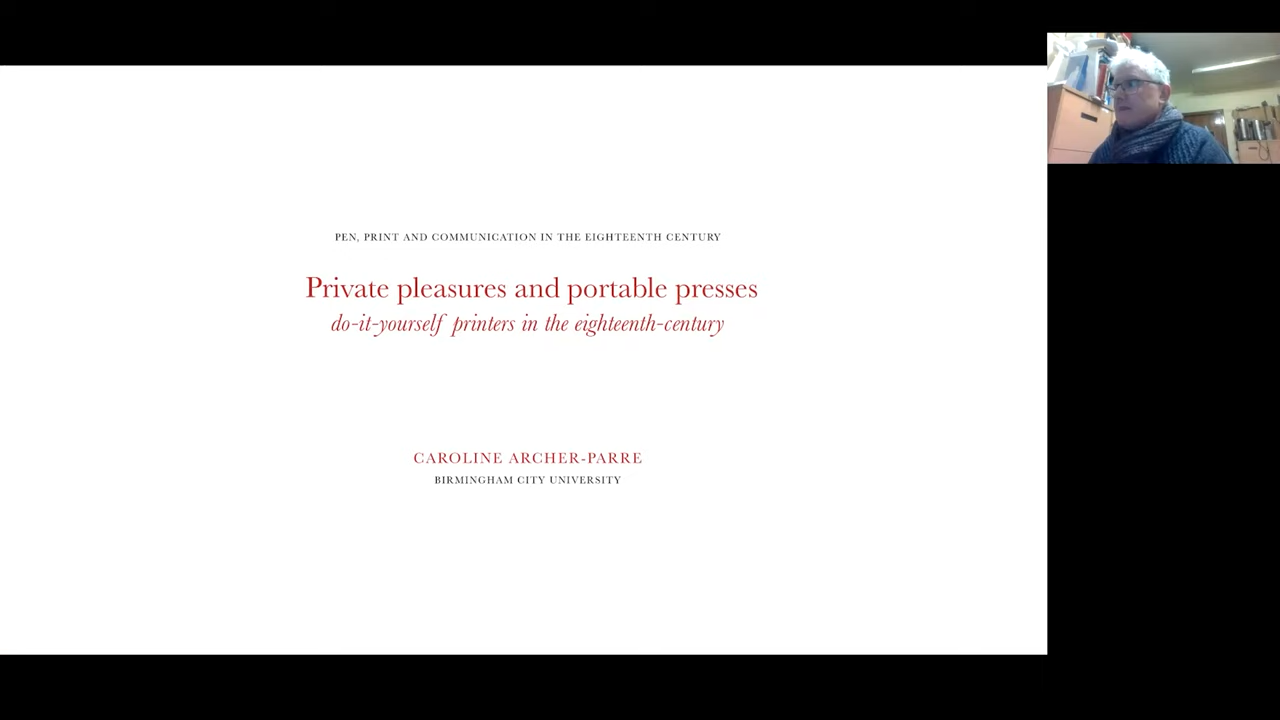 PEN, PRINT AND COMMUNICATION IN THE EIGHTEENTH CENTURY
Private pleasures and portable presses
do-it-yourself printers in the eighteenth-century
CAROLINE ARCHER-PARRE
BIRMINGHAM CITY UNIVERSITY